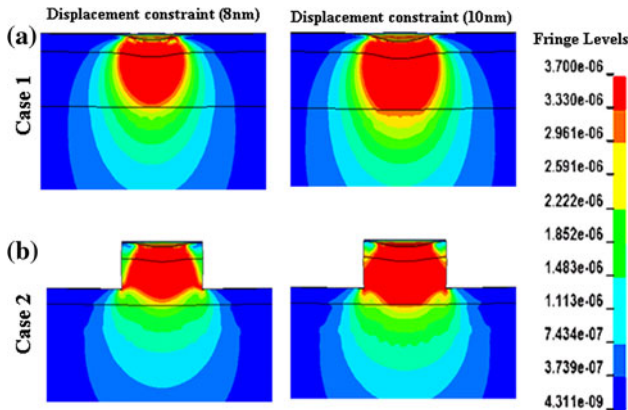 Displacement constraint (8nm)
Displacement constraint (10nm)
Fringe Levels
(a)
Case 1
(b)
Case 2
3.700e-06
3.330e-06
2.961e-06
2.591e-06
2.222e-06
1.852e-06
1.483e-06
1.113e-06
7.434e-07
3.739e-07
4.311e-09